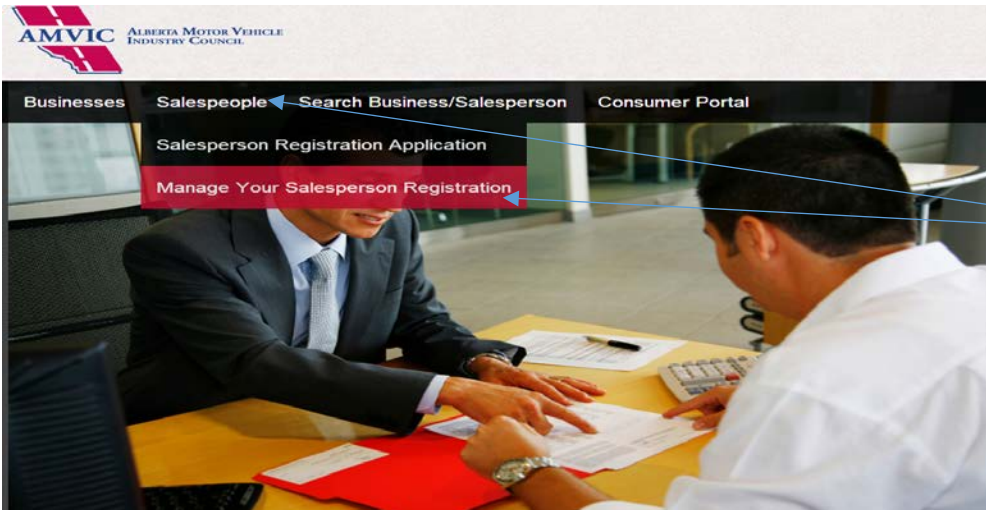 AMVIC ALBERTA MOTOR VEHICLE
INDUSTRY COUNCIL
Businesses Salespeople Search Business/Salesperson Consumer Portal
Salesperson Registration Application
Manage Your Salesperson Registration